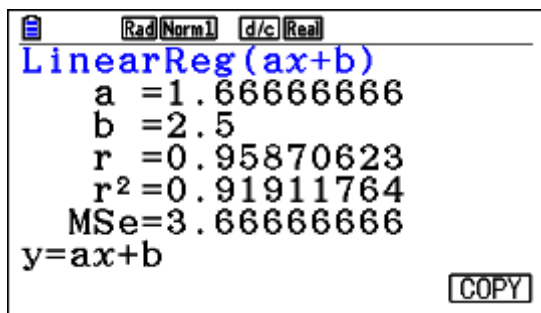 Rad Norm1 d/c Real
LinearReg(ax+b)
a =1.66666666
b =2.5
r =0.95870623
r²=0.91911764
MSe=3.66666666
y=ax+b
COPY